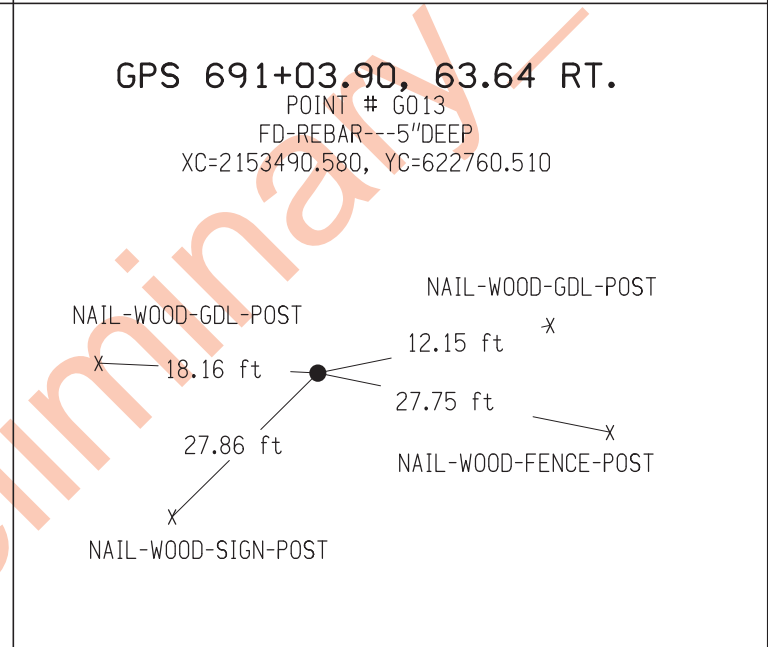 GPS 691+03.90, 63.64 RT.
POINT # G013
FD-REBAR---5"DEEP
XC=2153490.580, YC=622760.510
NAIL-WOOD-GDL-POST
NAIL-WOOD-GDL-POST
12.15 ft
18.16 ft
27.75 ft
27.86 ft
NAIL-WOOD-FENCE-POST
NAIL-WOOD-SIGN-POST
liminary_